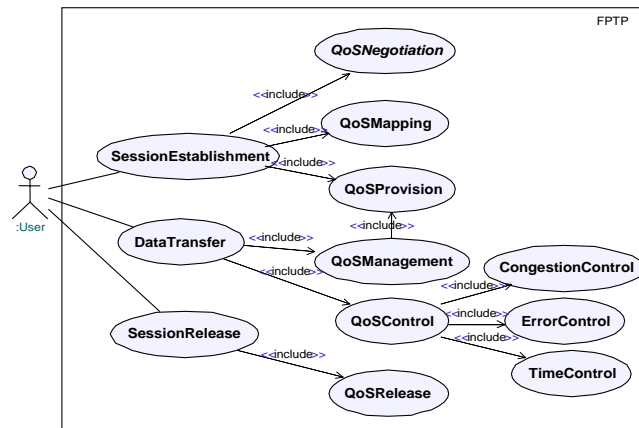 FPTP
QoSNegotiation
<<include>>
<<include>>
QoSMapping
SessionEstablishment
<<include>>
QoSProvision
:User
<<include>>
DataTransfer
<<include>>
QoSManagement
<<include>>
CongestionControl
<<include>>
QoSControl
<<include>>
ErrorControl
SessionRelease
<<include>>
<<include>>
TimeControl
QoSRelease